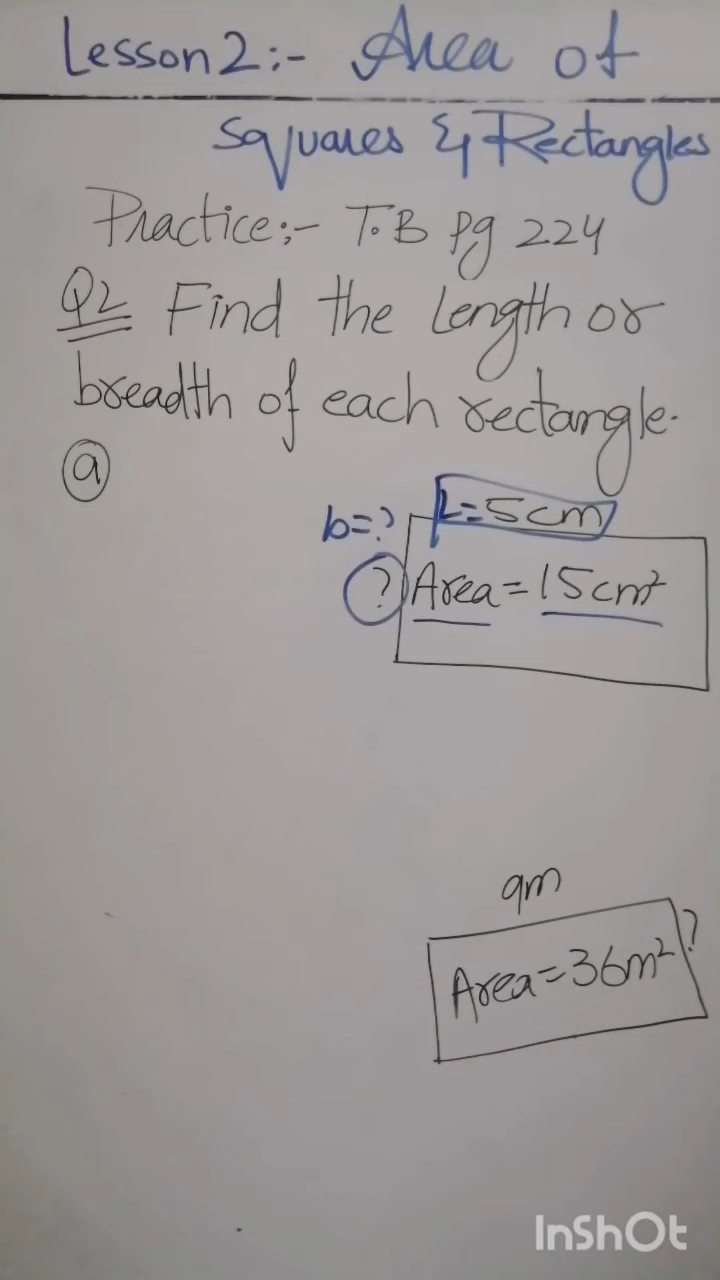 Lesson 2:- Area of
Squares & Rectangles
Practice:- T.B Pg 224
Q2 Find the Length or
breadth of each rectangle.
a
b=? L=5cm
? Area = 15cm²
9m
Area=36m² ?
InShOt